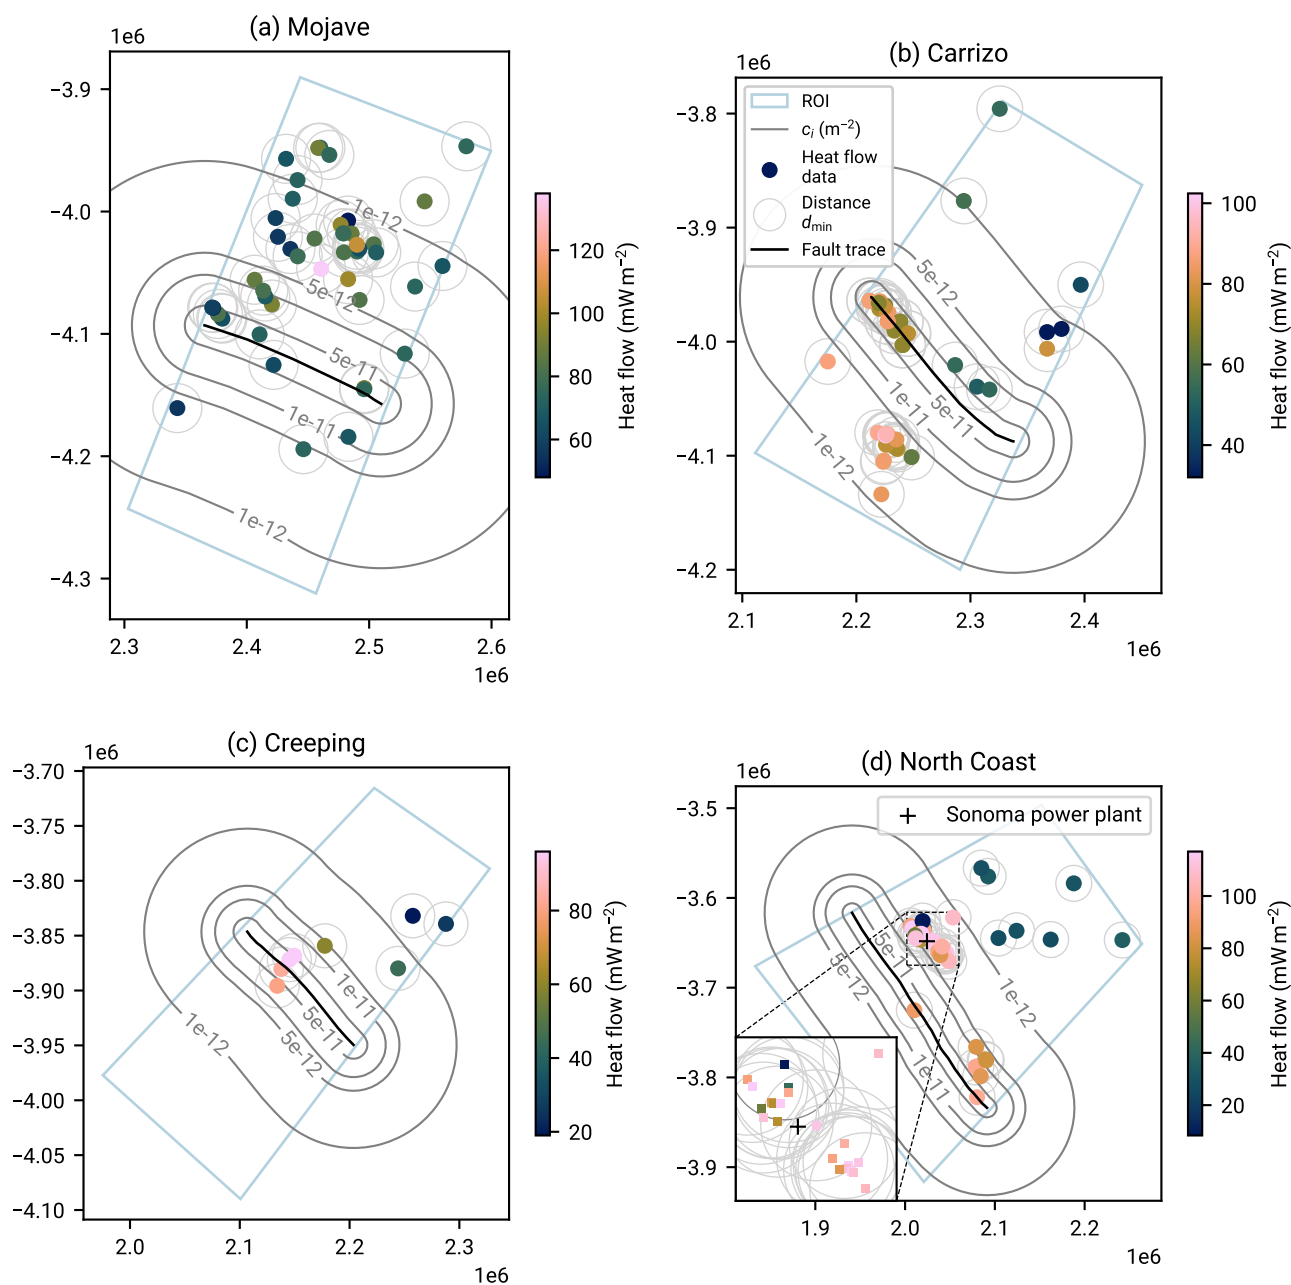 (a) Mojave
1e6
−3.9
−4.0
−4.1
−4.2
−4.3
1e-12
5e-12
5e-11
1e-11
1e-12
2.3
2.4
2.5
2.6
1e6
120
100
80
60
Heat flow (mW m⁻²)
(b) Carrizo
1e6
−3.8
−3.9
−4.0
−4.1
−4.2
ROI
cᵢ (m⁻²)
Heat flow
data
Distance
dmin
Fault trace
5e-12
1e-11
5e-11
1e-12
2.1
2.2
2.3
2.4
1e6
100
80
60
40
Heat flow (mW m⁻²)
(c) Creeping
1e6
−3.70
−3.75
−3.80
−3.85
−3.90
−3.95
−4.00
−4.05
−4.10
1e-11
5e-11
5e-12
1e-12
2.0
2.1
2.2
2.3
1e6
80
60
40
20
Heat flow (mW m⁻²)
(d) North Coast
1e6
−3.5
−3.6
−3.7
−3.8
−3.9
Sonoma power plant
5e-11
5e-12
1e-12
1e-11
1.9
2.0
2.1
2.2
1e6
100
80
60
40
20
Heat flow (mW m⁻²)